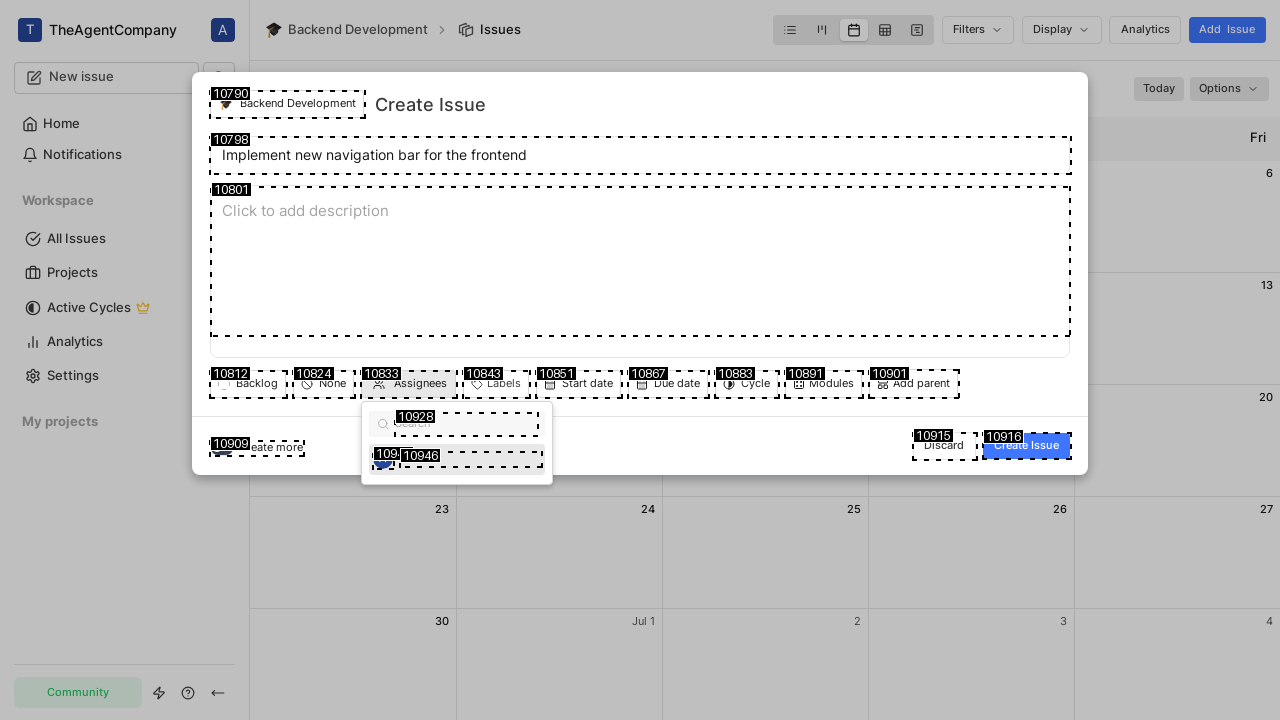 T TheAgentCompany A
Backend Development Issues
Filters
Display
Analytics
Add Issue
New issue
Today
Options
Home
Notifications
Workspace
All Issues
Projects
Active Cycles
Analytics
Settings
My projects
Community
Fri
6
13
20
23 24 25 26 27
30 Jul 1 2 3 4
10790
Backend Development Create Issue
10798
Implement new navigation bar for the frontend
10801
Click to add description
10812 10824 10833 10843 10851 10867 10883 10891 10901
Backlog None Assignees Labels Start date Due date Cycle Modules Add parent
10928
Search
10946
10909
10915 10916
Discard Create Issue